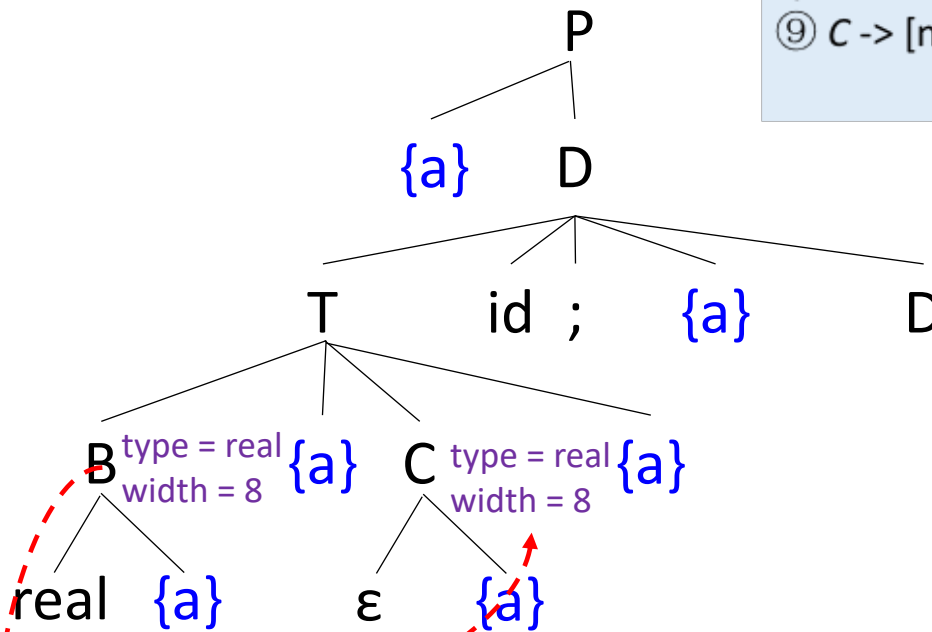 P
⑨ C -> [n
{a} D
T id ; {a} D
B type = real {a} C type = real {a}
width = 8 width = 8
real {a} ε {a}